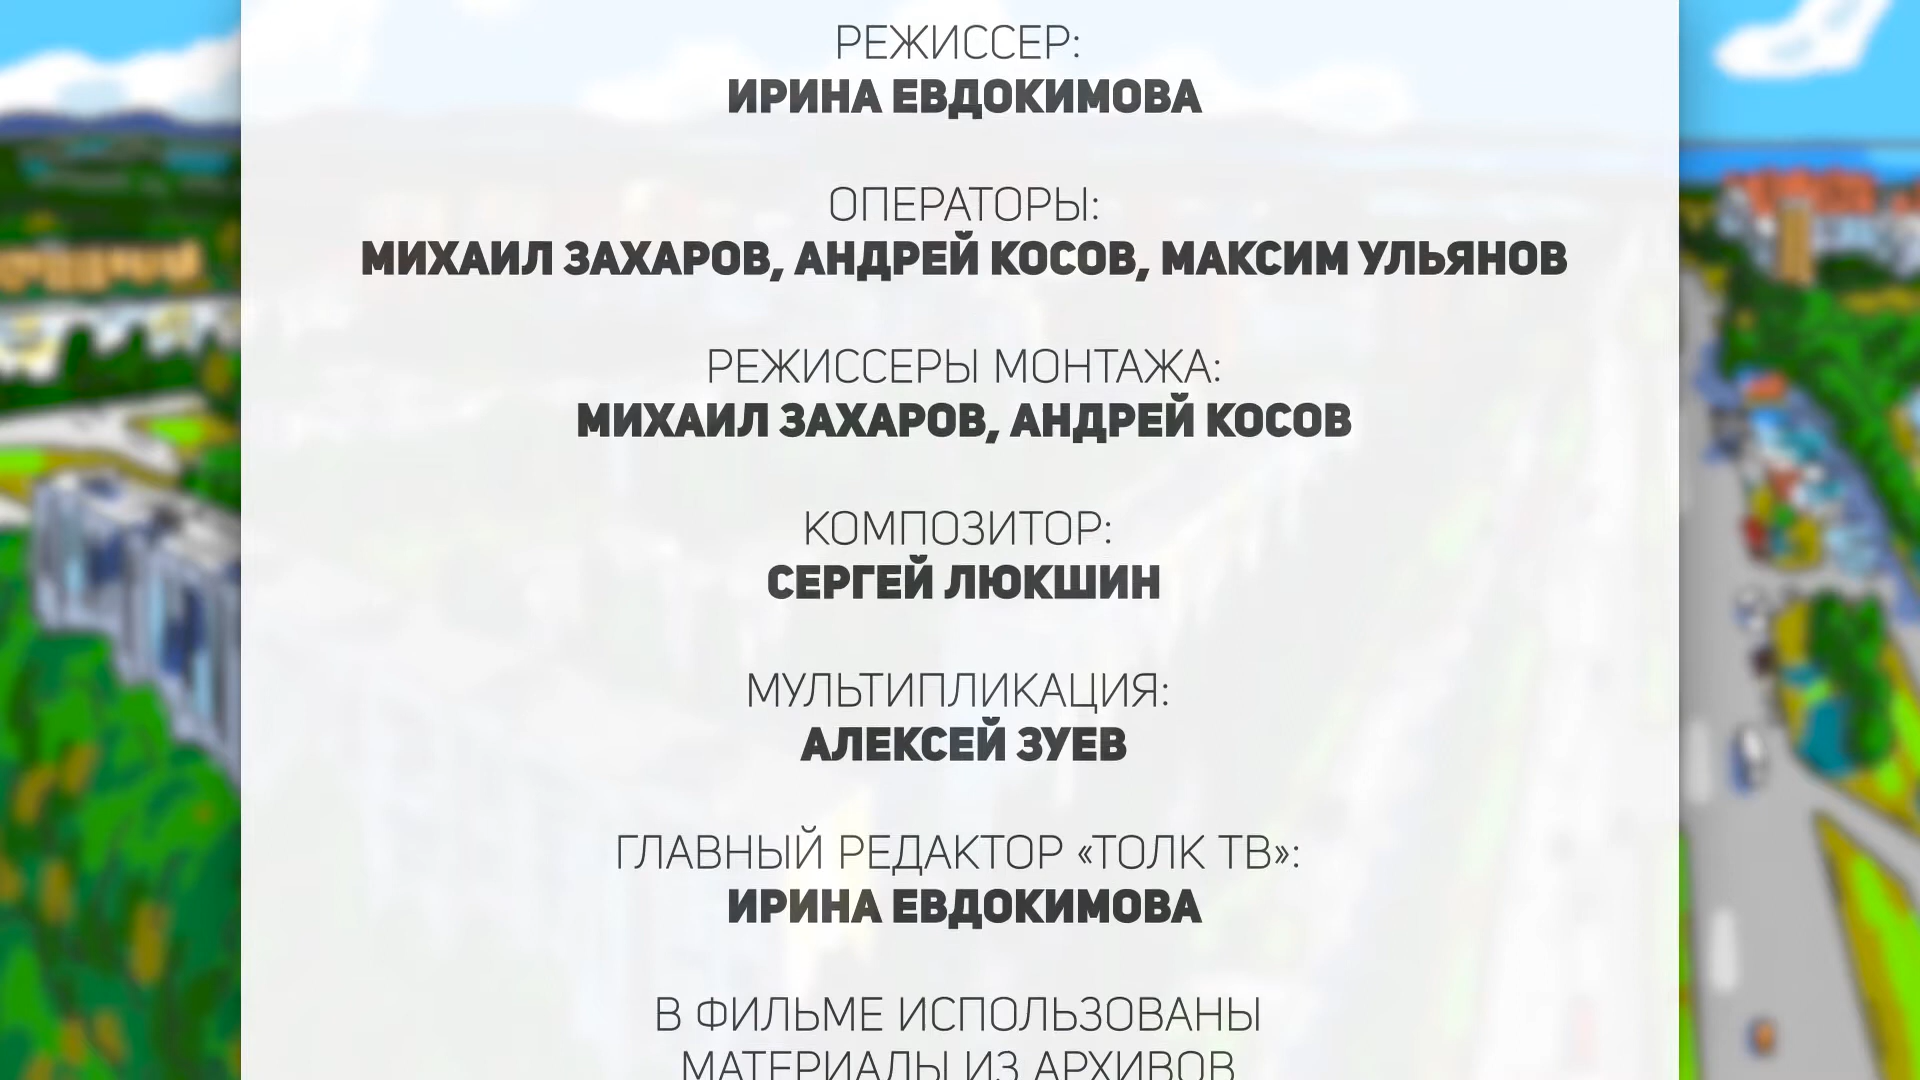 РЕЖИССЕР:
ИРИНА ЕВДОКИМОВА
ОПЕРАТОРЫ:
МИХАИЛ ЗАХАРОВ, АНДРЕЙ КОСОВ, МАКСИМ УЛЬЯНОВ
РЕЖИССЕРЫ МОНТАЖА:
МИХАИЛ ЗАХАРОВ, АНДРЕЙ КОСОВ
КОМПОЗИТОР:
СЕРГЕЙ ЛЮКШИН
МУЛЬТИПЛИКАЦИЯ:
АЛЕКСЕЙ ЗУЕВ
ГЛАВНЫЙ РЕДАКТОР «ТОЛК ТВ»:
ИРИНА ЕВДОКИМОВА
В ФИЛЬМЕ ИСПОЛЬЗОВАНЫ
МАТЕРИАЛЫ ИЗ АРХИВОВ